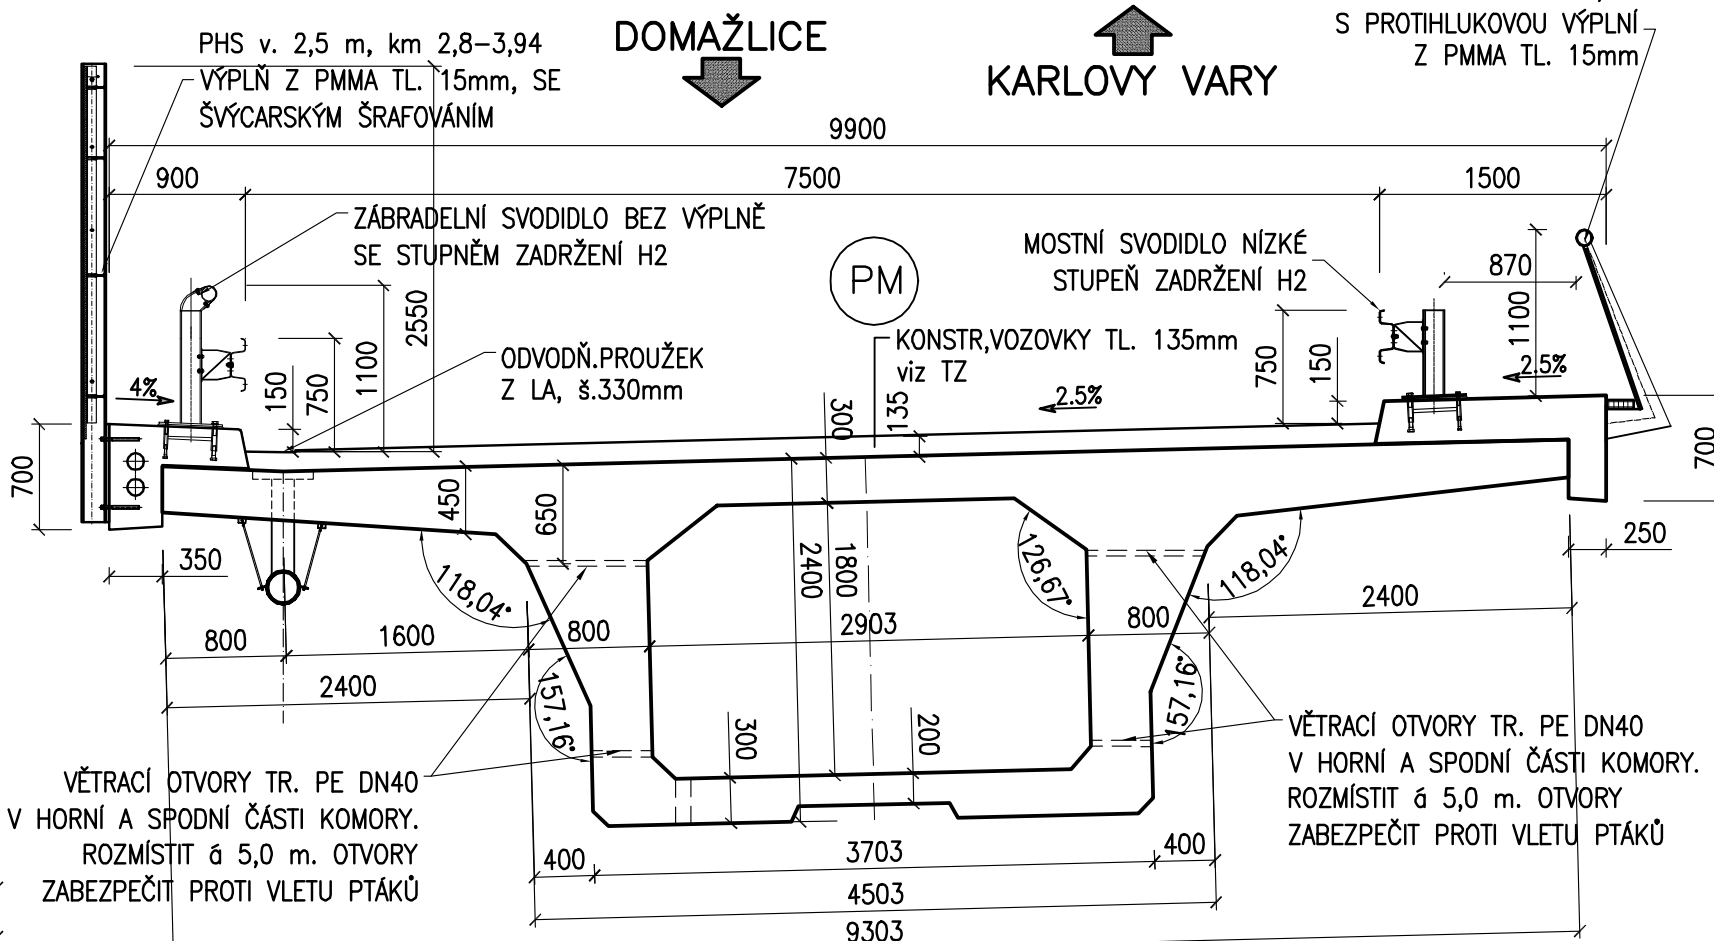 PHS v. 2,5 m, km 2,8-3,94
VÝPLŇ Z PMMA TL. 15mm, SE
ŠVÝCARSKÝM ŠRAFOVÁNÍM
DOMAŽLICE
KARLOVY VARY
S PROTIHLUKOVOU VÝPLNÍ
Z PMMA TL. 15mm
9900
900
7500
1500
ZÁBRADELNÍ SVODIDLO BEZ VÝPLNĚ
SE STUPNĚM ZADRŽENÍ H2
PM
MOSTNÍ SVODIDLO NÍZKÉ
STUPEŇ ZADRŽENÍ H2
870
1100
2550
1100
750
150
4%
ODVODŇ.PROUŽEK
Z LA, š.330mm
KONSTR,VOZOVKY TL. 135mm
viz TZ
2.5%
135
300
750
150
2.5%
700
700
450
650
350
250
118,04°
126,67°
118,04°
2400
1800
800
1600
800
2903
800
2400
2400
157,16°
157,16°
300
200
VĚTRACÍ OTVORY TR. PE DN40
V HORNÍ A SPODNÍ ČÁSTI KOMORY.
ROZMÍSTIT á 5,0 m. OTVORY
ZABEZPEČIT PROTI VLETU PTÁKŮ
VĚTRACÍ OTVORY TR. PE DN40
V HORNÍ A SPODNÍ ČÁSTI KOMORY.
ROZMÍSTIT á 5,0 m. OTVORY
ZABEZPEČIT PROTI VLETU PTÁKŮ
400
3703
400
4503
9303